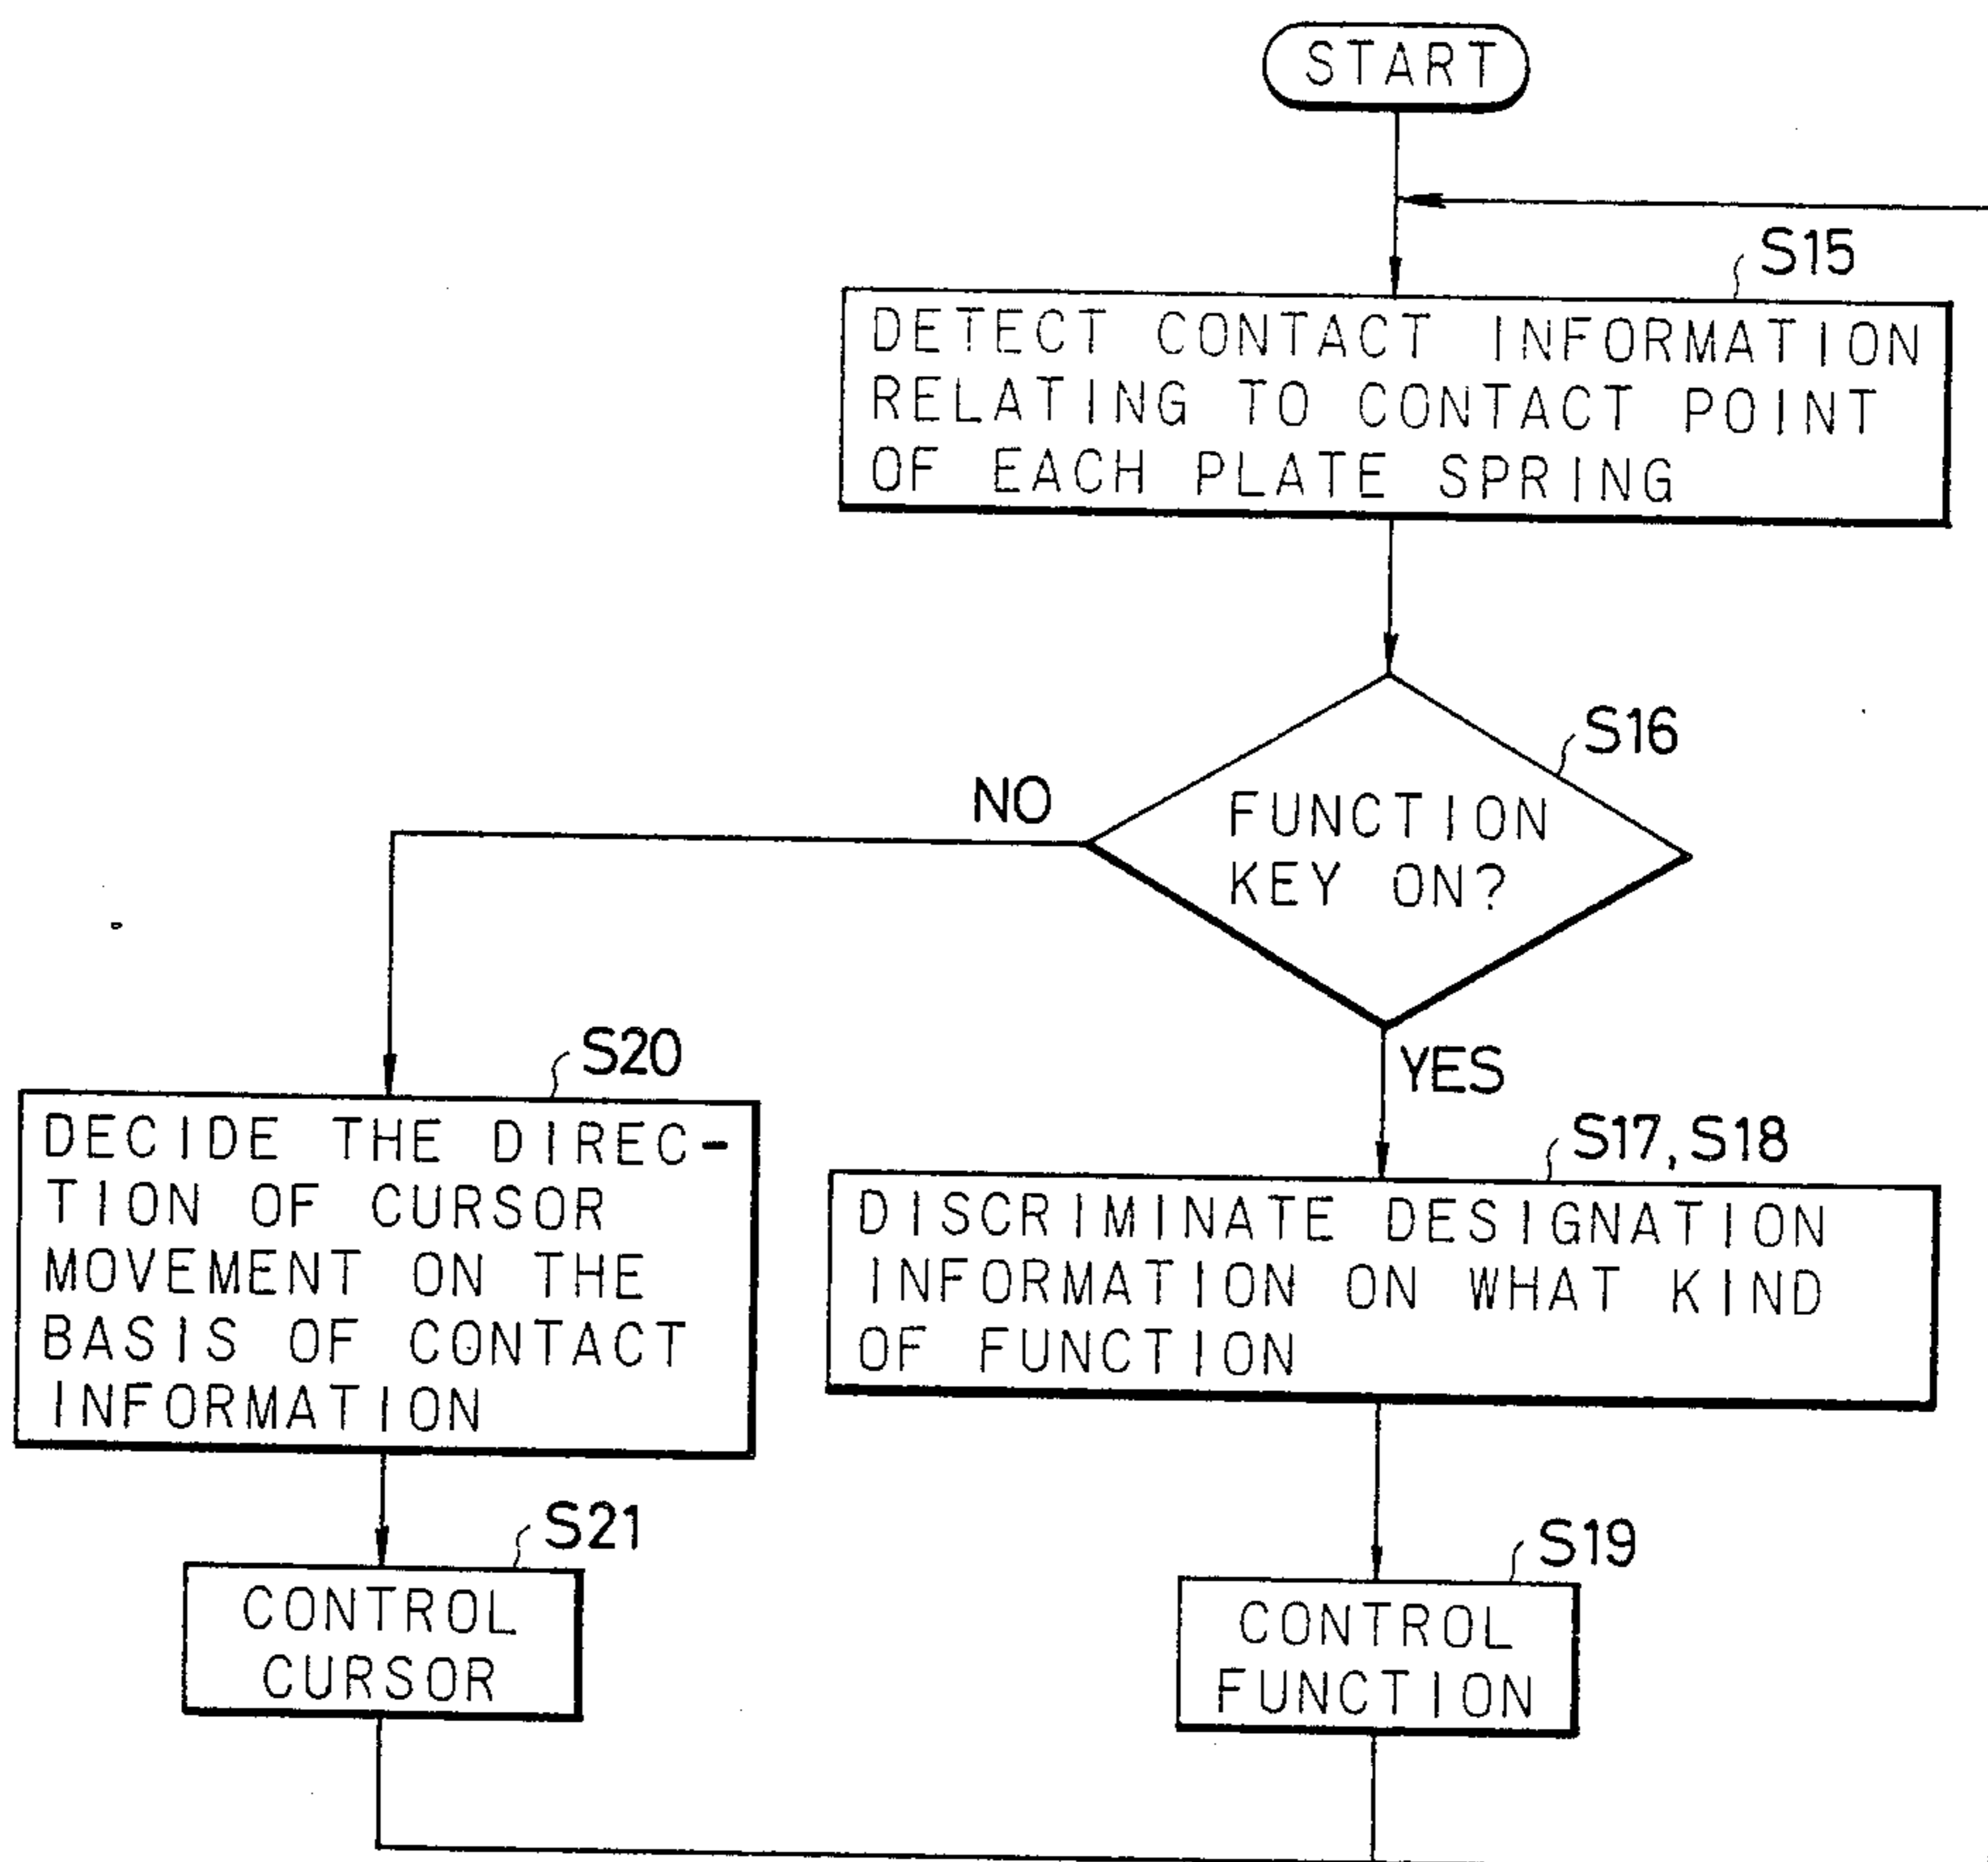 START
S15
DETECT CONTACT INFORMATION
RELATING TO CONTACT POINT
OF EACH PLATE SPRING
S16
NO
FUNCTION
KEY ON?
YES
S20
DECIDE THE DIREC-
TION OF CURSOR
MOVEMENT ON THE
BASIS OF CONTACT
INFORMATION
S17, S18
DISCRIMINATE DESIGNATION
INFORMATION ON WHAT KIND
OF FUNCTION
S21
CONTROL
CURSOR
S19
CONTROL
FUNCTION